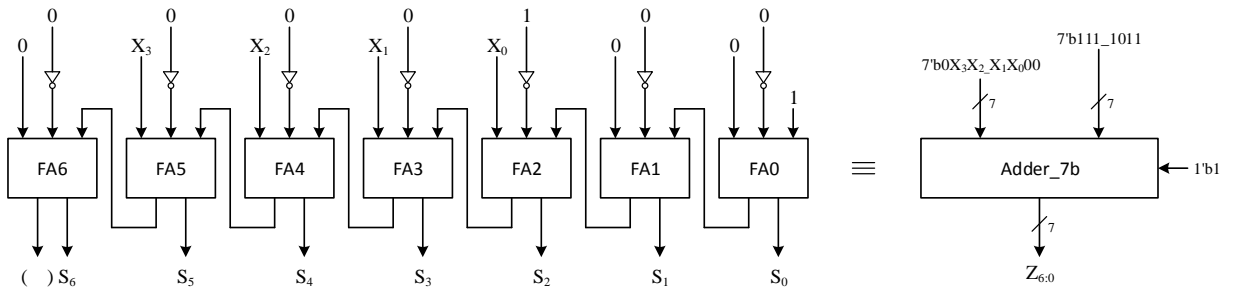 0 0 0 0 1 0 0
0 X₃ X₂ X₁ X₀ 0 0
1
FA6 FA5 FA4 FA3 FA2 FA1 FA0
( ) S₆ S₅ S₄ S₃ S₂ S₁ S₀
≡
7'b111_1011
7'b0X₃X₂_X₁X₀00
7 7
Adder_7b
1'b1
7
Z₆:₀